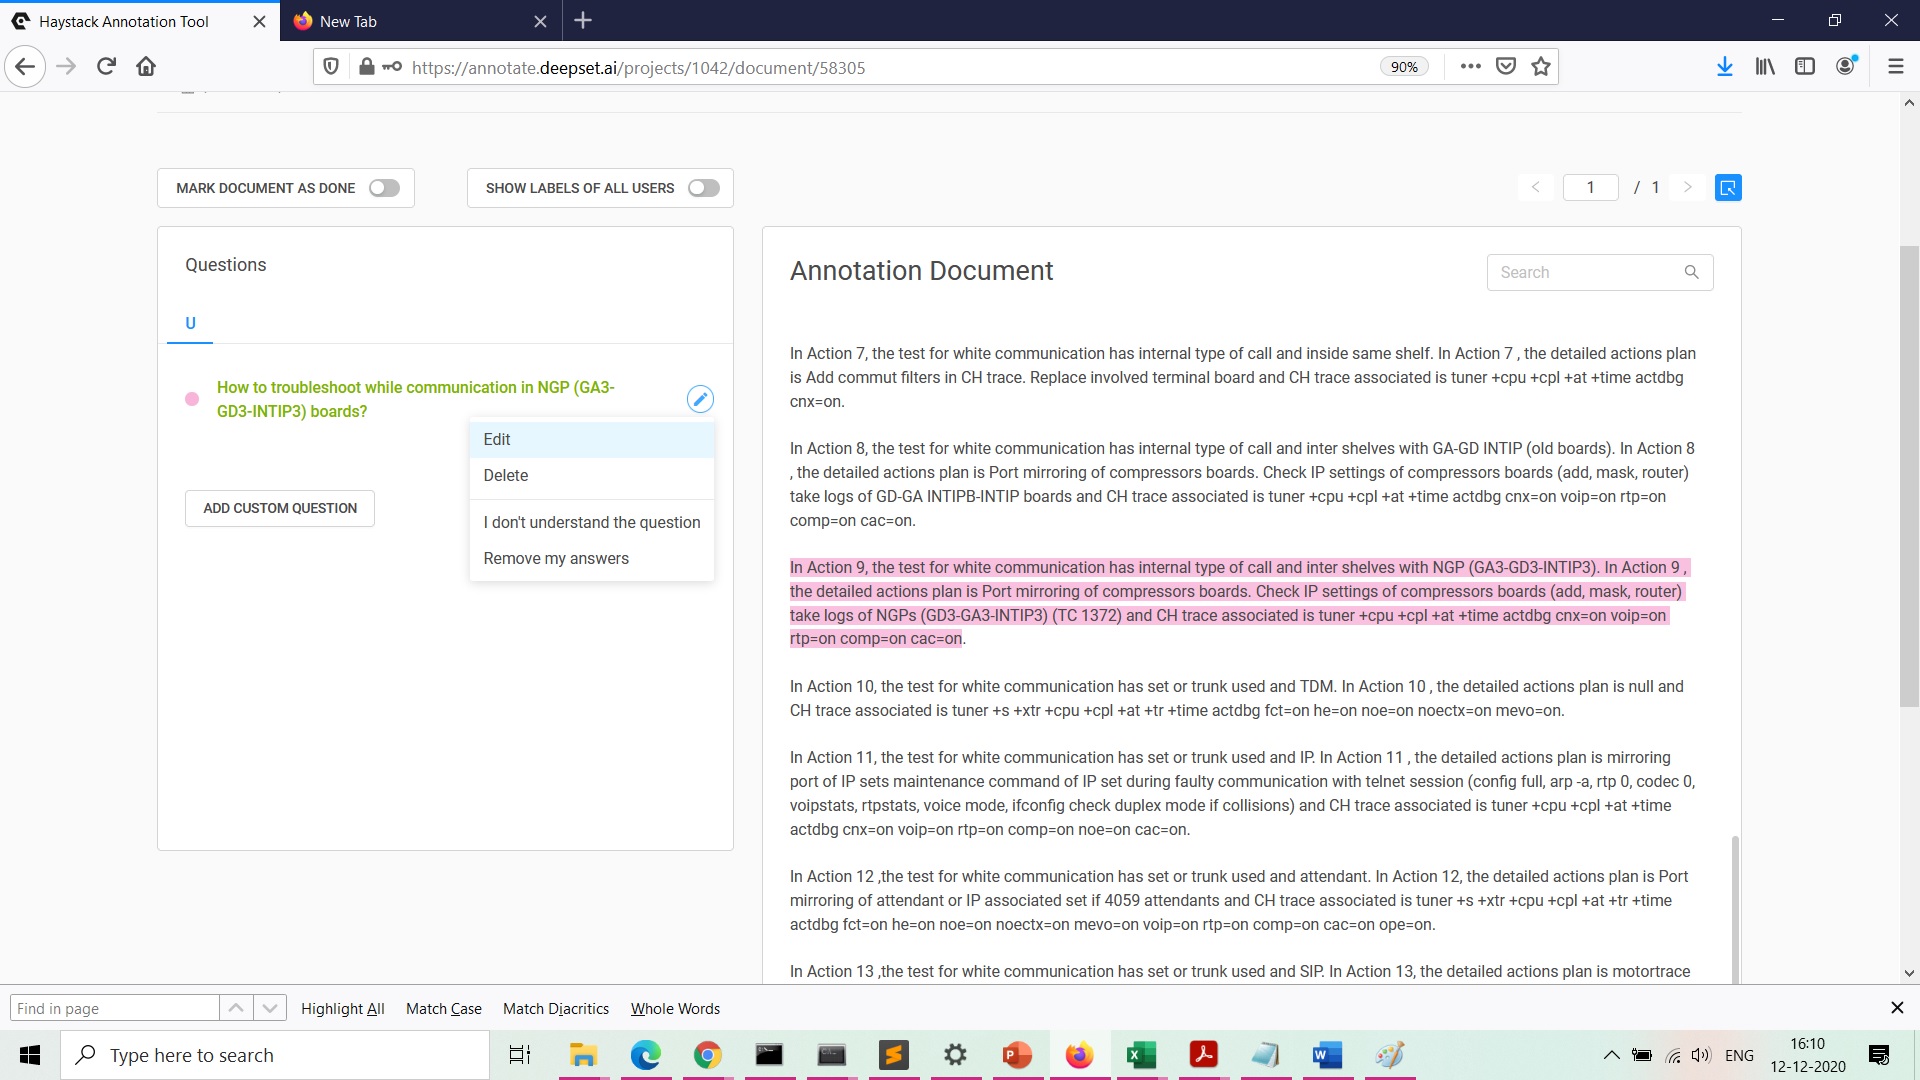 Haystack Annotation Tool
New Tab
https://annotate.deepset.ai/projects/1042/document/58305
90%
MARK DOCUMENT AS DONE
SHOW LABELS OF ALL USERS
1 / 1
Questions
U
How to troubleshoot while communication in NGP (GA3-
GD3-INTIP3) boards?
Edit
Delete
I don't understand the question
Remove my answers
ADD CUSTOM QUESTION
Annotation Document
Search
In Action 7, the test for white communication has internal type of call and inside same shelf. In Action 7 , the detailed actions plan
is Add commut filters in CH trace. Replace involved terminal board and CH trace associated is tuner +cpu +cpl +at +time actdbg
cnx=on.
In Action 8, the test for white communication has internal type of call and inter shelves with GA-GD INTIP (old boards). In Action 8
, the detailed actions plan is Port mirroring of compressors boards. Check IP settings of compressors boards (add, mask, router)
take logs of GD-GA INTIPB-INTIP boards and CH trace associated is tuner +cpu +cpl +at +time actdbg cnx=on voip=on rtp=on
comp=on cac=on.
In Action 9, the test for white communication has internal type of call and inter shelves with NGP (GA3-GD3-INTIP3). In Action 9 ,
the detailed actions plan is Port mirroring of compressors boards. Check IP settings of compressors boards (add, mask, router)
take logs of NGPs (GD3-GA3-INTIP3) (TC 1372) and CH trace associated is tuner +cpu +cpl +at +time actdbg cnx=on voip=on
rtp=on comp=on cac=on.
In Action 10, the test for white communication has set or trunk used and TDM. In Action 10 , the detailed actions plan is null and
CH trace associated is tuner +s +xtr +cpu +cpl +at +tr +time actdbg fct=on he=on noe=on noectx=on mevo=on.
In Action 11, the test for white communication has set or trunk used and IP. In Action 11 , the detailed actions plan is mirroring
port of IP sets maintenance command of IP set during faulty communication with telnet session (config full, arp -a, rtp 0, codec 0,
voipstats, rtpstats, voice mode, ifconfig check duplex mode if collisions) and CH trace associated is tuner +cpu +cpl +at +time
actdbg cnx=on voip=on rtp=on comp=on noe=on cac=on.
In Action 12 ,the test for white communication has set or trunk used and attendant. In Action 12, the detailed actions plan is Port
mirroring of attendant or IP associated set if 4059 attendants and CH trace associated is tuner +s +xtr +cpu +cpl +at +tr +time
actdbg fct=on he=on noe=on noectx=on mevo=on voip=on rtp=on comp=on cac=on ope=on.
In Action 13 ,the test for white communication has set or trunk used and SIP. In Action 13, the detailed actions plan is motortrace
Find in page
Highlight All
Match Case
Match Diacritics
Whole Words
Type here to search
ENG
16:10
12-12-2020